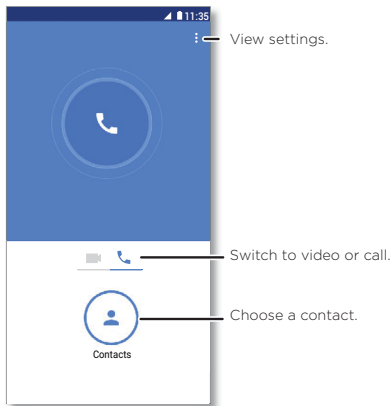 11:35
View settings.
Switch to video or call.
Choose a contact.
Contacts